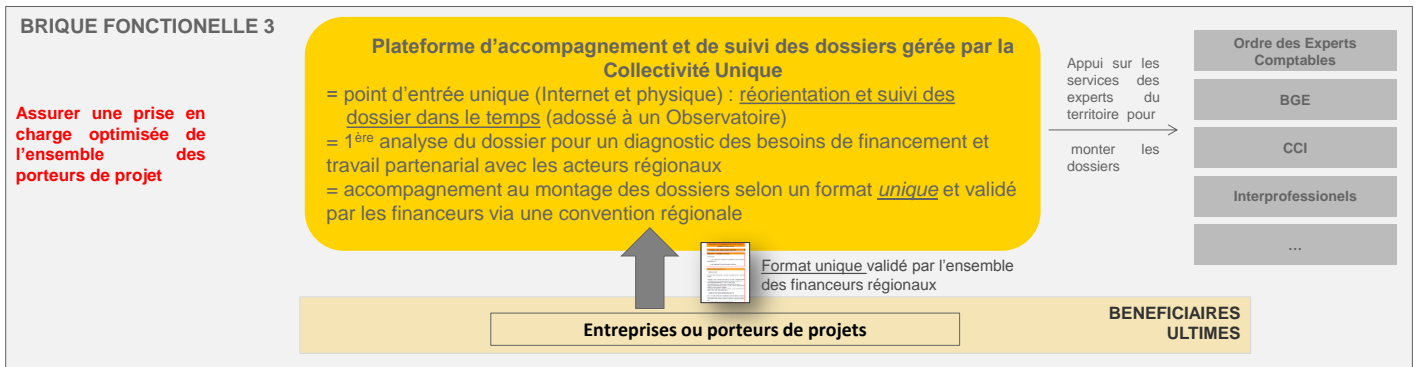 BRIQUE FONCTIONELLE 3
Assurer une prise en
charge optimisée de
l’ensemble des
porteurs de projet
Plateforme d’accompagnement et de suivi des dossiers gérée par la
Collectivité Unique
= point d’entrée unique (Internet et physique) : réorientation et suivi des
dossier dans le temps (adossé à un Observatoire)
= 1ère analyse du dossier pour un diagnostic des besoins de financement et
travail partenarial avec les acteurs régionaux
= accompagnement au montage des dossiers selon un format unique et validé
par les financeurs via une convention régionale
Appui sur les
services des
experts du
territoire pour
monter les
dossiers
Ordre des Experts
Comptables
BGE
CCI
Interprofessionels
…
Format unique validé par l’ensemble
des financeurs régionaux
Entreprises ou porteurs de projets
BENEFICIAIRES
ULTIMES